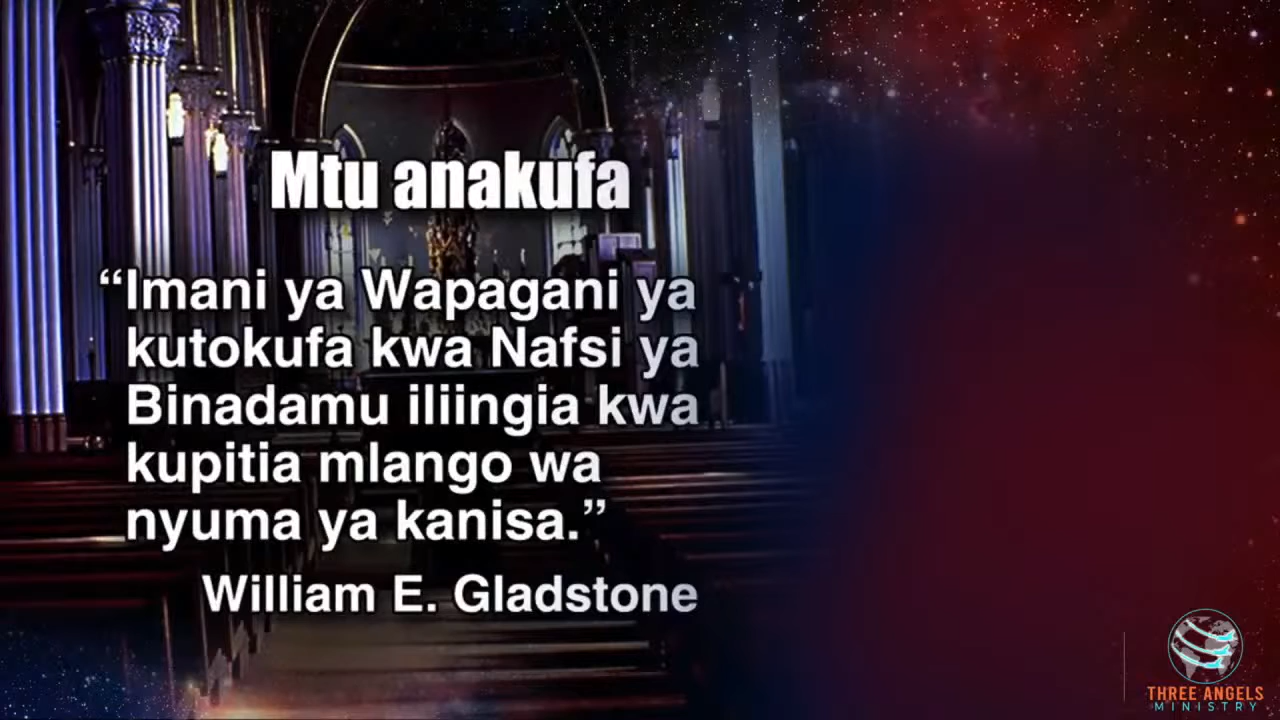 Mtu anakufa
“Imani ya Wapagani ya
kutokufa kwa Nafsi ya
Binadamu iliingia kwa
kupitia mlango wa
nyuma ya kanisa.”
William E. Gladstone
THREE ANGELS
MINISTRY